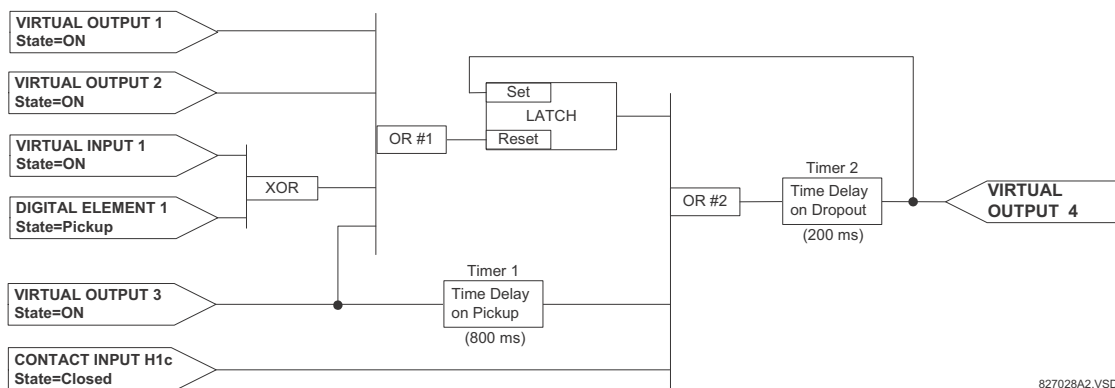 VIRTUAL OUTPUT 1
State=ON
VIRTUAL OUTPUT 2
State=ON
VIRTUAL INPUT 1
State=ON
DIGITAL ELEMENT 1
State=Pickup
VIRTUAL OUTPUT 3
State=ON
CONTACT INPUT H1c
State=Closed
XOR
OR #1
Set
LATCH
Reset
Timer 1
Time Delay
on Pickup
(800 ms)
OR #2
Timer 2
Time Delay
on Dropout
(200 ms)
VIRTUAL
OUTPUT 4
827028A2.VSD